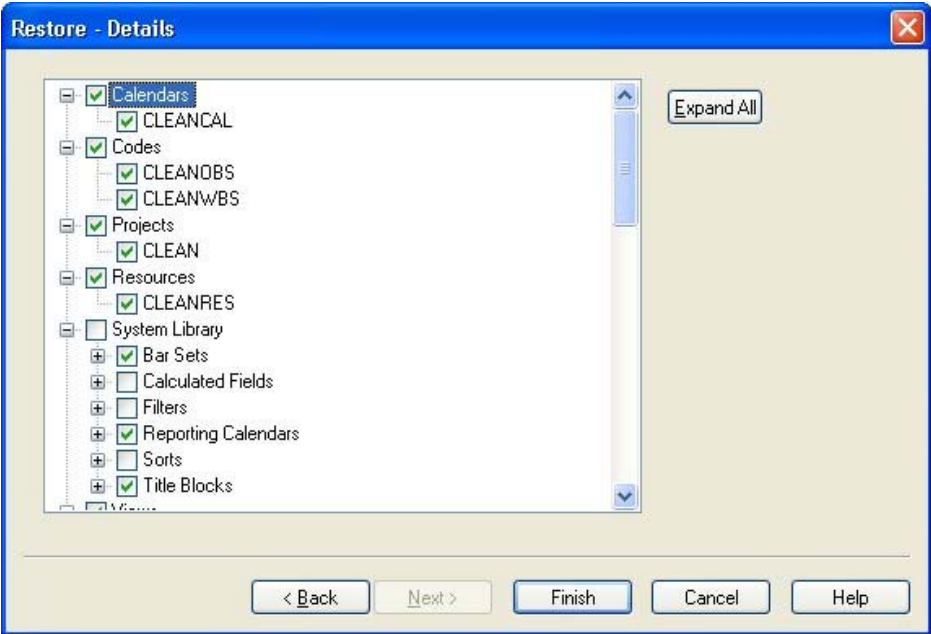 Restore - Details
Calendars
Expand All
CLEANCAL
Codes
CLEANOBS
CLEANWBS
Projects
CLEAN
Resources
CLEANRES
System Library
Bar Sets
Calculated Fields
Filters
Reporting Calendars
Sorts
Title Blocks
Views
< Back Next > Finish Cancel Help